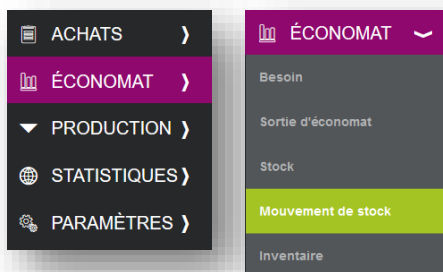 ACHATS
ÉCONOMAT
PRODUCTION
STATISTIQUES
PARAMÈTRES
ÉCONOMAT
Besoin
Sortie d'économat
Stock
Mouvement de stock
Inventaire